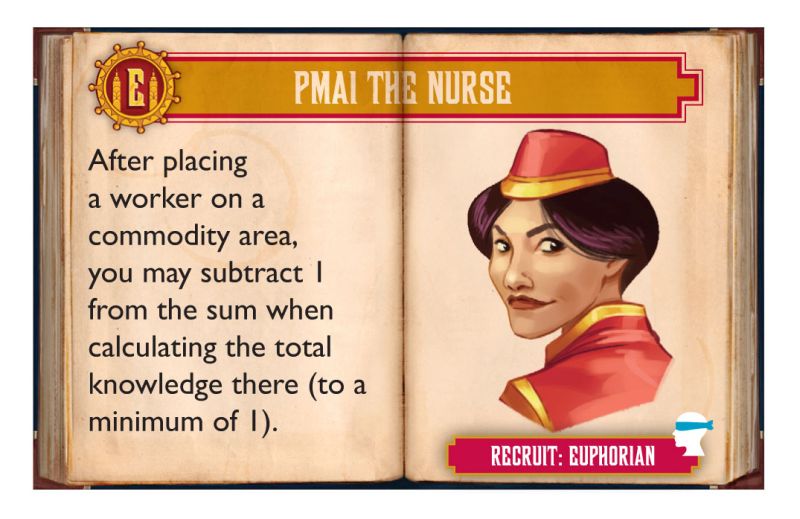 E
PMAI THE NURSE
After placing
a worker on a
commodity area,
you may subtract 1
from the sum when
calculating the total
knowledge there (to a
minimum of 1).
RECRUIT: EUPHORIAN